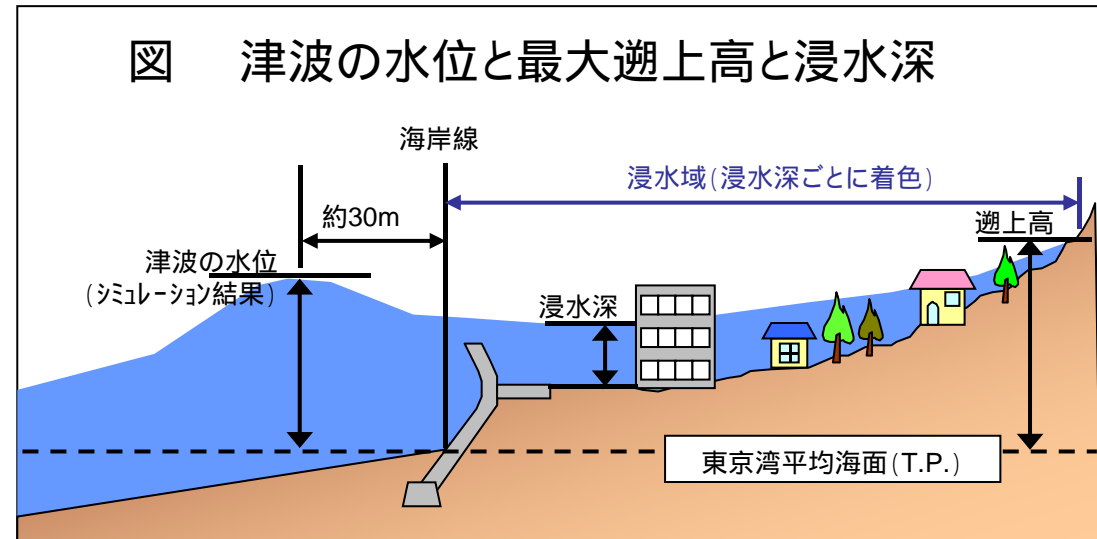 図 津波の水位と最大遡上高と浸水深
海岸線
浸水域(浸水深ごとに着色)
約30m
遡上高
津波の水位
(ｼﾐｭﾚｰｼｮﾝ結果)
浸水深
東京湾平均海面(T.P.)